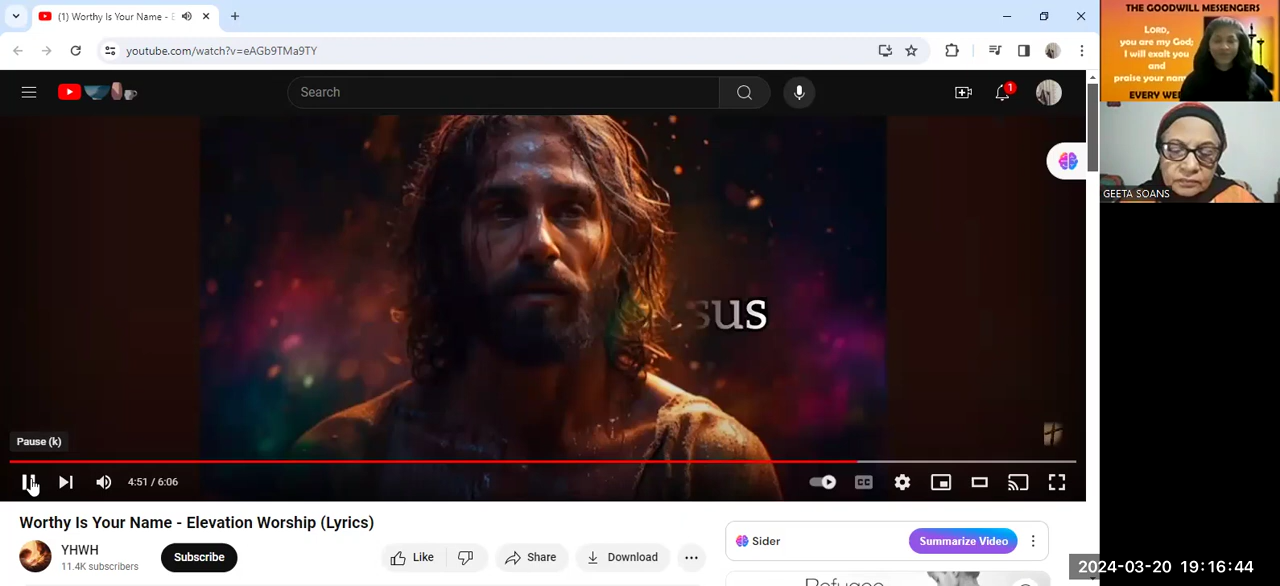 (1) Worthy Is Your Name - E
youtube.com/watch?v=eAGb9TMa9TY
Search
1
sus
Pause (k)
4:51 / 6:06
CC
Worthy Is Your Name - Elevation Worship (Lyrics)
YHWH
11.4K subscribers
Subscribe
Like
Share
Download
Sider
Summarize Video
Refugee
THE GOODWILL MESSENGERS
LORD,
you are my God;
I will exalt you
and
praise your nam
EVERY WE
GEETA SOANS
2024-03-20 19:16:44